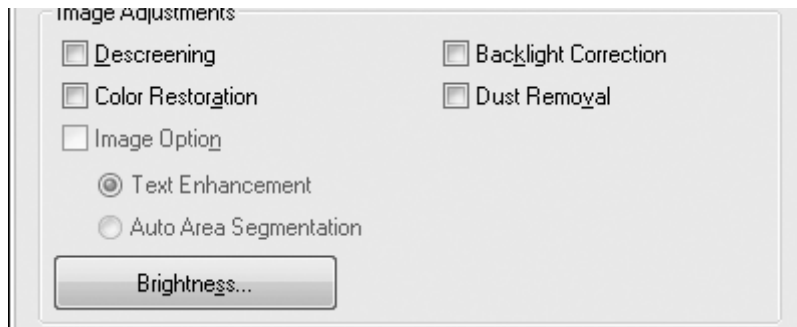 Image Adjustments
Descreening
Backlight Correction
Color Restoration
Dust Removal
Image Option
Text Enhancement
Auto Area Segmentation
Brightness...